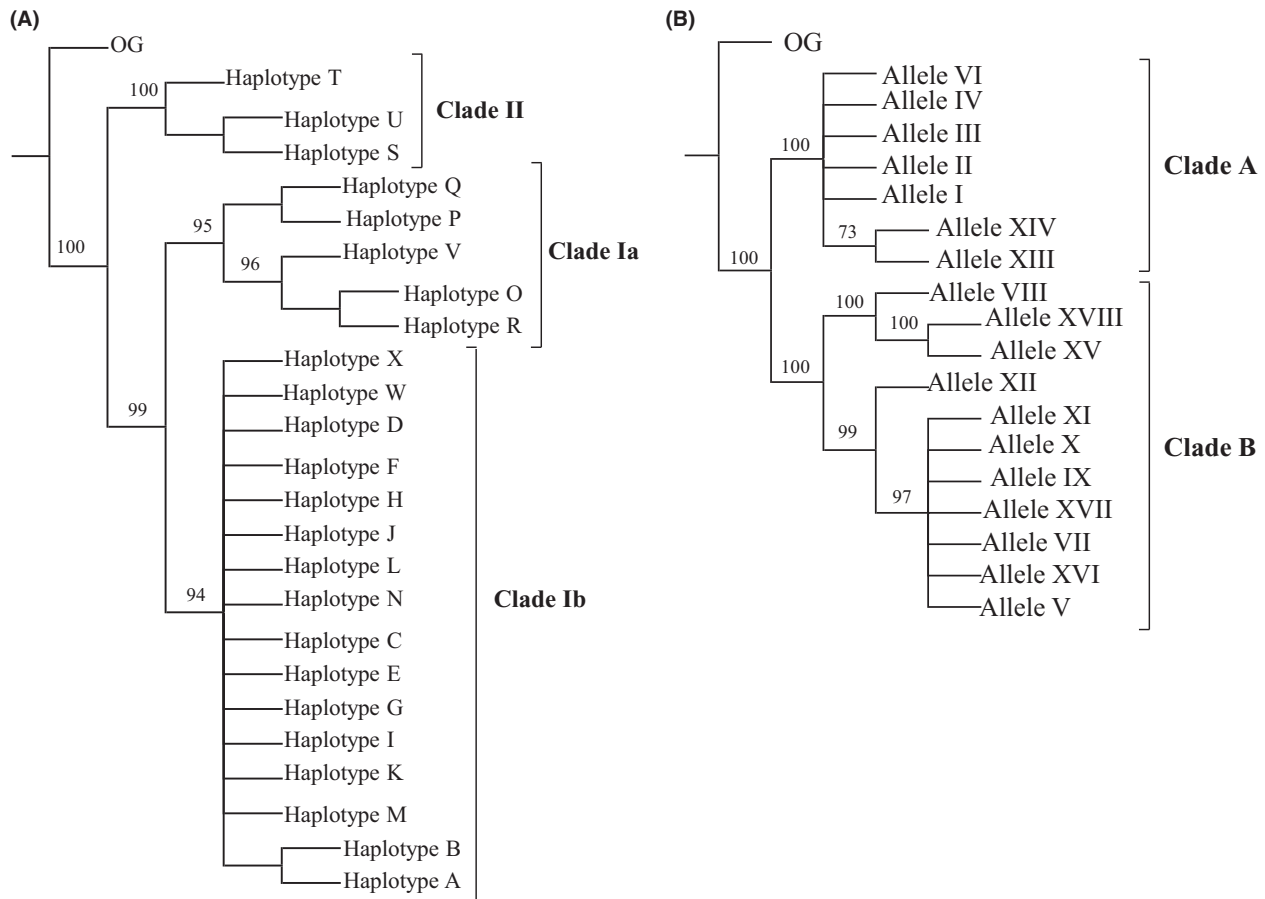 (A)
OG
Haplotype T
100
Haplotype U
Clade II
Haplotype S
Haplotype Q
95
Haplotype P
100
Haplotype V
Clade Ia
96
Haplotype O
Haplotype R
Haplotype X
Haplotype W
99
Haplotype D
Haplotype F
Haplotype H
Haplotype J
Haplotype L
94
Haplotype N
Clade Ib
Haplotype C
Haplotype E
Haplotype G
Haplotype I
Haplotype K
Haplotype M
Haplotype B
Haplotype A
(B)
OG
Allele VI
Allele IV
Allele III
100
Allele II
Clade A
Allele I
Allele XIV
73
Allele XIII
100
Allele VIII
100
Allele XVIII
100
Allele XV
100
Allele XII
Allele XI
99
Allele X
Clade B
Allele IX
97
Allele XVII
Allele VII
Allele XVI
Allele V